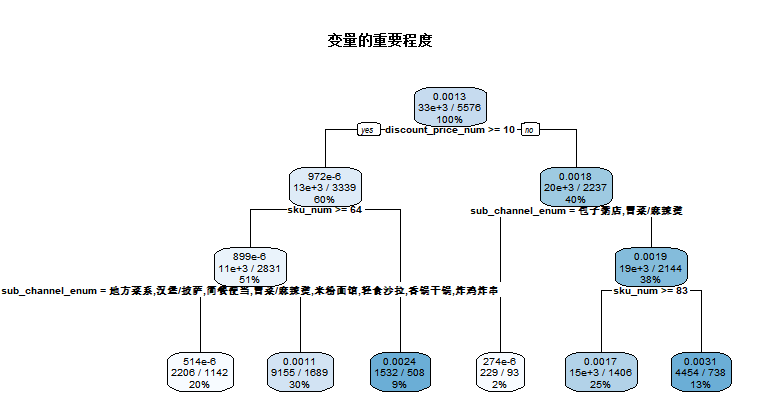 变量的重要程度
0.0013
33e+3 / 5576
100%
yes
discount_price_num >= 10
no
972e-6
13e+3 / 3339
60%
0.0018
20e+3 / 2237
40%
sku_num >= 64
sub_channel_enum = 包子粥店,冒菜/麻辣烫
899e-6
11e+3 / 2831
51%
0.0019
19e+3 / 2144
38%
sub_channel_enum = 地方菜系,汉堡/披萨,简餐便当,冒菜/麻辣烫,米粉面馆,轻食沙拉,香锅干锅,炸鸡炸串
sku_num >= 83
514e-6
2206 / 1142
20%
0.0011
9155 / 1689
30%
0.0024
1532 / 508
9%
274e-6
229 / 93
2%
0.0017
15e+3 / 1406
25%
0.0031
4454 / 738
13%